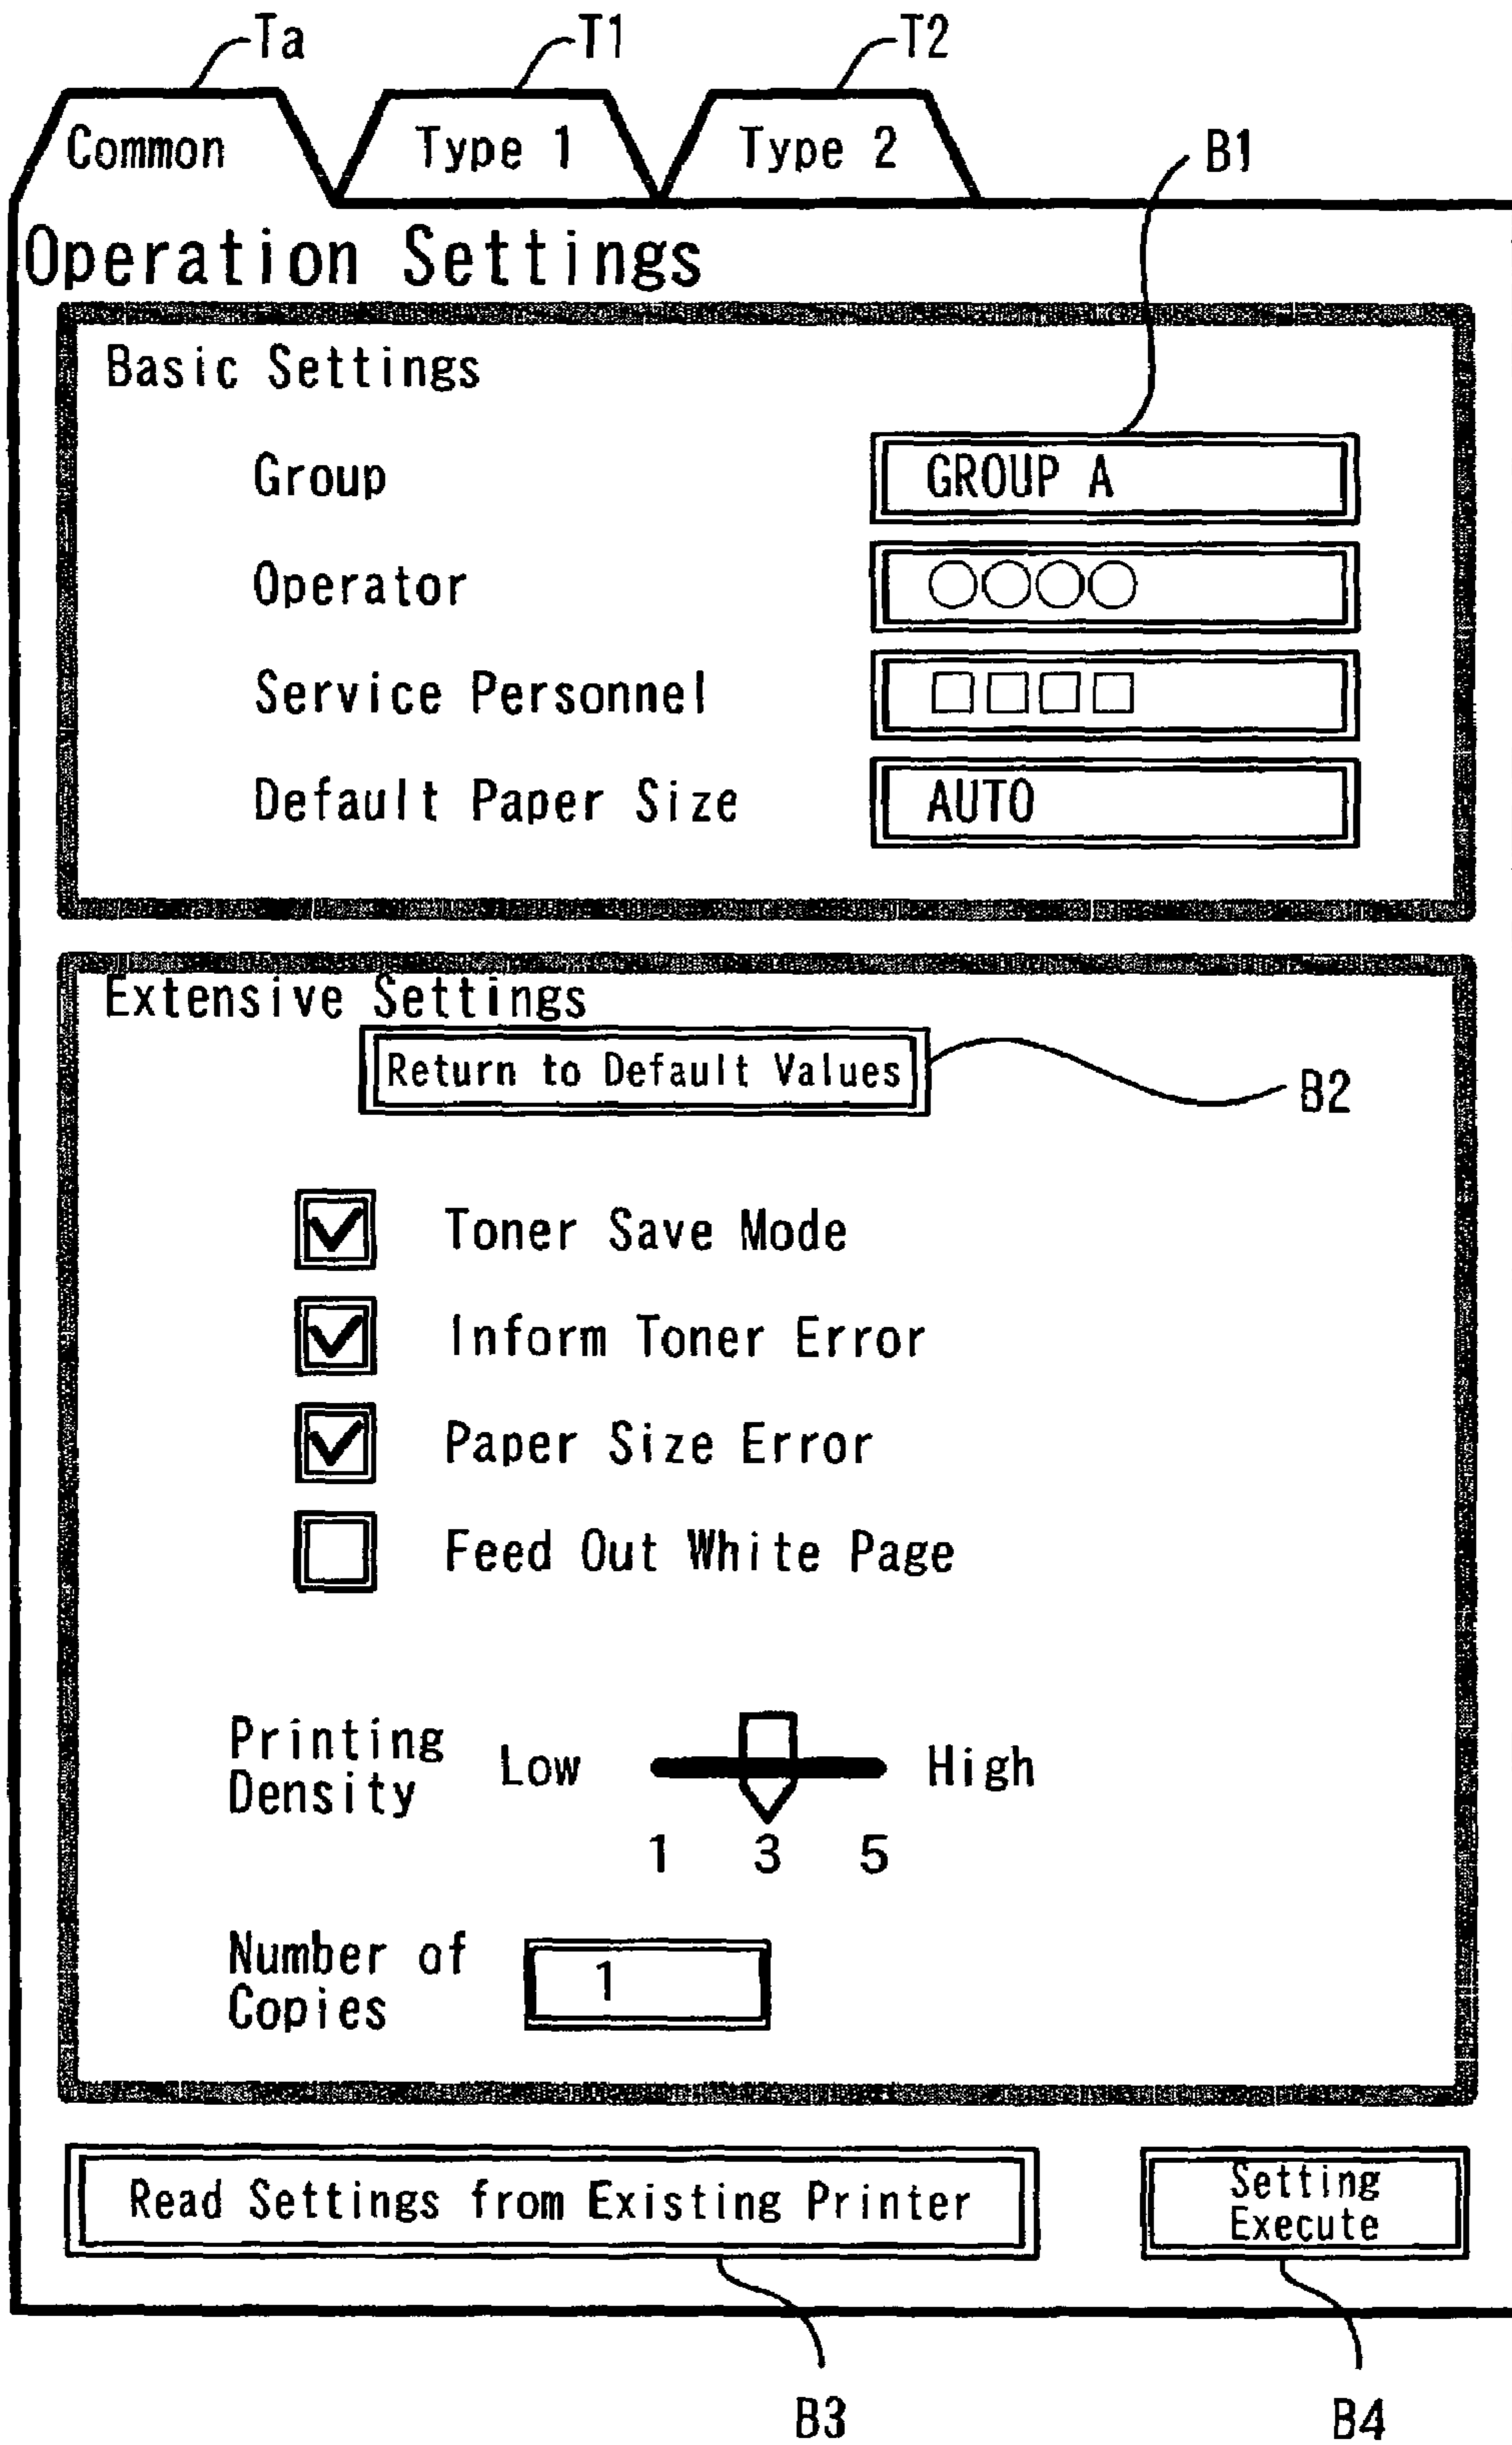 Ta T1 T2
Common Type 1 Type 2 B1
Operation Settings
Basic Settings
Group GROUP A
Operator ○○○○
Service Personnel □□□□
Default Paper Size AUTO
Extensive Settings
Return to Default Values
B2
Toner Save Mode
Inform Toner Error
Paper Size Error
Feed Out White Page
Printing
Density Low High
1 3 5
Number of
Copies 1
Read Settings from Existing Printer Setting
Execute
B3 B4